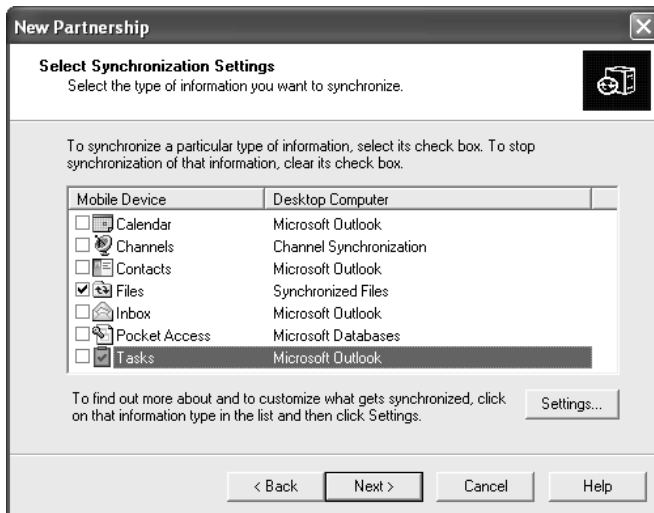 New Partnership
Select Synchronization Settings
Select the type of information you want to synchronize.
To synchronize a particular type of information, select its check box. To stop
synchronization of that information, clear its check box.
Mobile Device Desktop Computer
Calendar Microsoft Outlook
Channels Channel Synchronization
Contacts Microsoft Outlook
Files Synchronized Files
Inbox Microsoft Outlook
Pocket Access Microsoft Databases
Tasks Microsoft Outlook
To find out more about and to customize what gets synchronized, click
on that information type in the list and then click Settings.
Settings...
< Back Next > Cancel Help